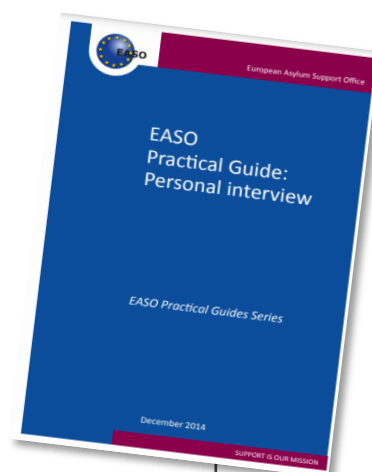 EASO
European Asylum Support Office
EASO
Practical Guide:
Personal interview
EASO Practical Guides Series
December 2014
SUPPORT IS OUR MISSION